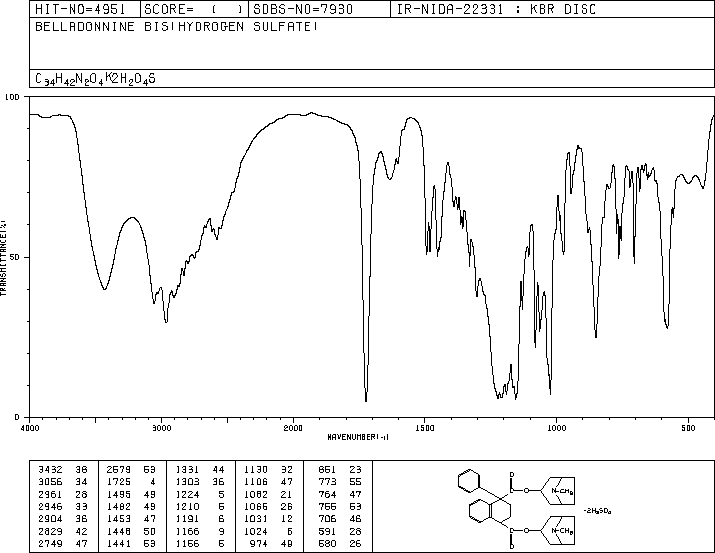 HIT-NO=4951 SCORE= ( ) SDBS-NO=7930 IR-NIDA-22331 : KBR DISC
BELLADONNINE BIS(HYDROGEN SULFATE)
C34H42N2O4K2H2O4S
100
50
0
TRANSMITTANCE(%)
4000 3000 2000 1500 1000 500
WAVENUMBER(-1)
3432 38 2579 53 1331 44 1130 32 851 23
3056 34 1725 4 1303 36 1106 47 773 55
2961 28 1495 49 1224 5 1082 21 764 47
2946 33 1482 49 1210 5 1066 26 755 53
2904 36 1453 47 1191 6 1031 12 706 46
2829 42 1448 50 1166 9 1024 6 591 28
2749 47 1441 53 1156 5 974 49 580 26
O
C O N-CH3
C O N-CH3
O
-2H2SO4